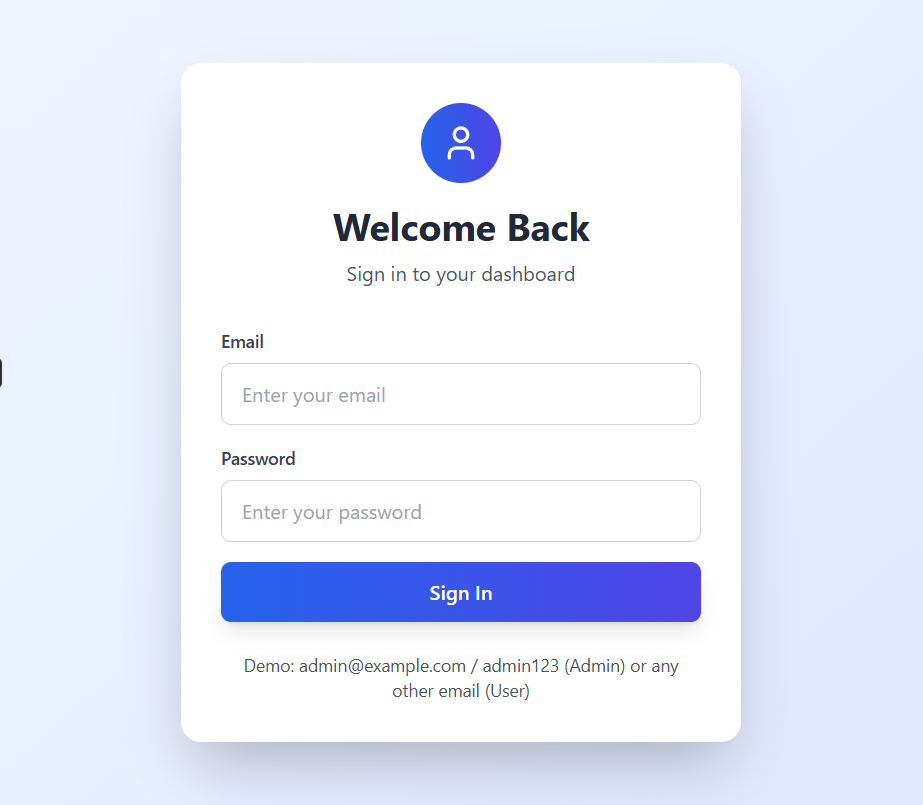 Welcome Back
Sign in to your dashboard
Email
Enter your email
Password
Enter your password
Sign In
Demo: admin@example.com / admin123 (Admin) or any
other email (User)